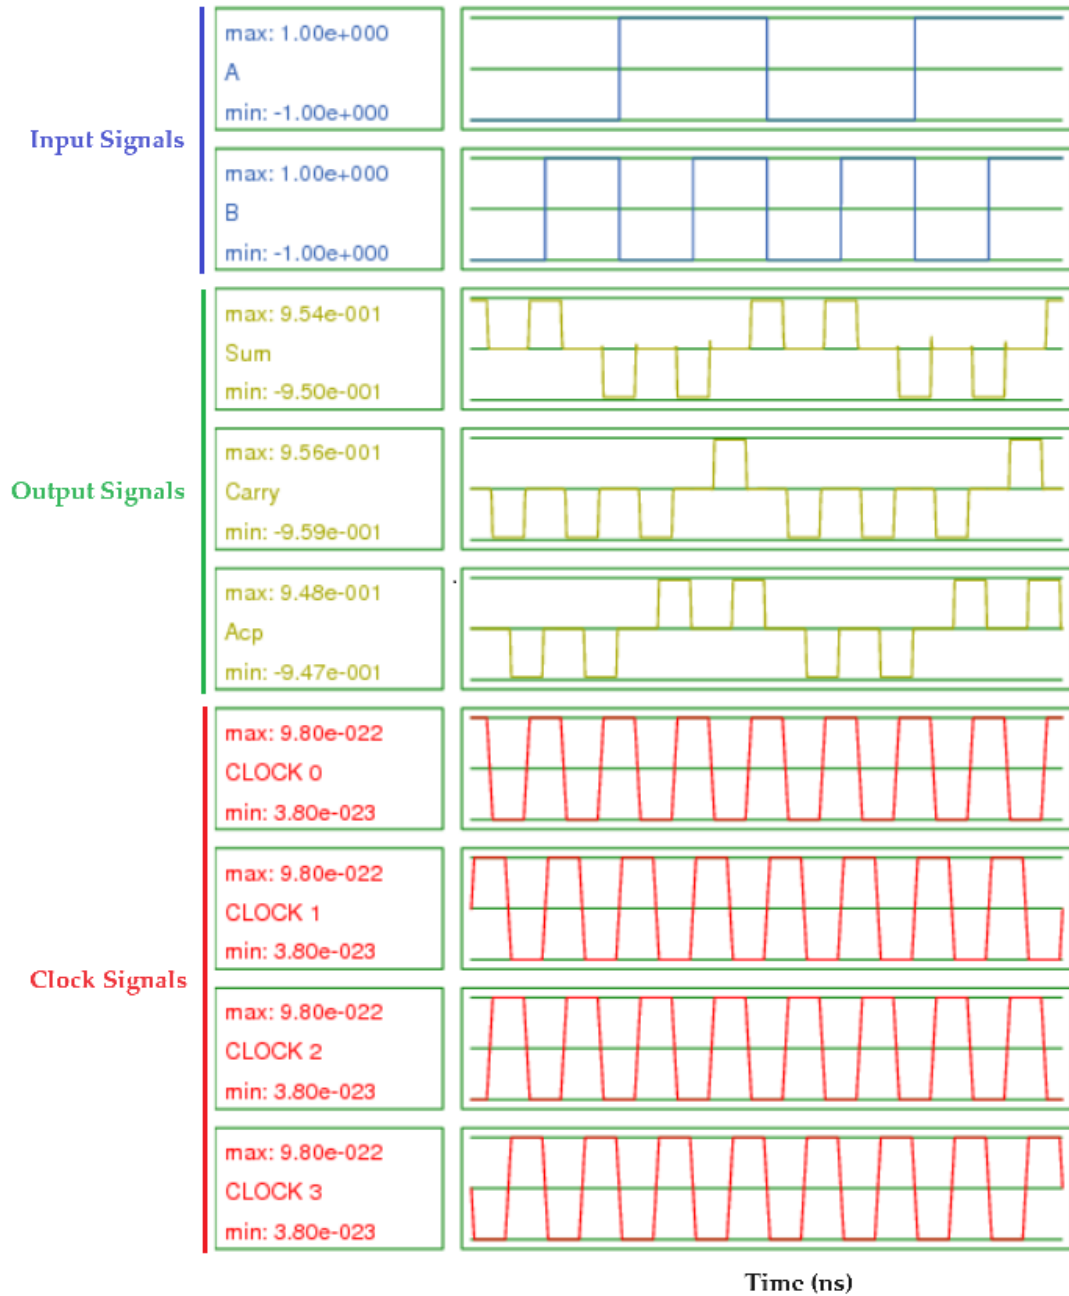 max: 1.00e+000
A
min: -1.00e+000
Input Signals
max: 1.00e+000
B
min: -1.00e+000
max: 9.54e-001
Sum
min: -9.50e-001
max: 9.56e-001
Output Signals
Carry
min: -9.59e-001
max: 9.48e-001
Acp
min: -9.47e-001
max: 9.80e-022
CLOCK 0
min: 3.80e-023
max: 9.80e-022
CLOCK 1
min: 3.80e-023
Clock Signals
max: 9.80e-022
CLOCK 2
min: 3.80e-023
max: 9.80e-022
CLOCK 3
min: 3.80e-023
Time (ns)